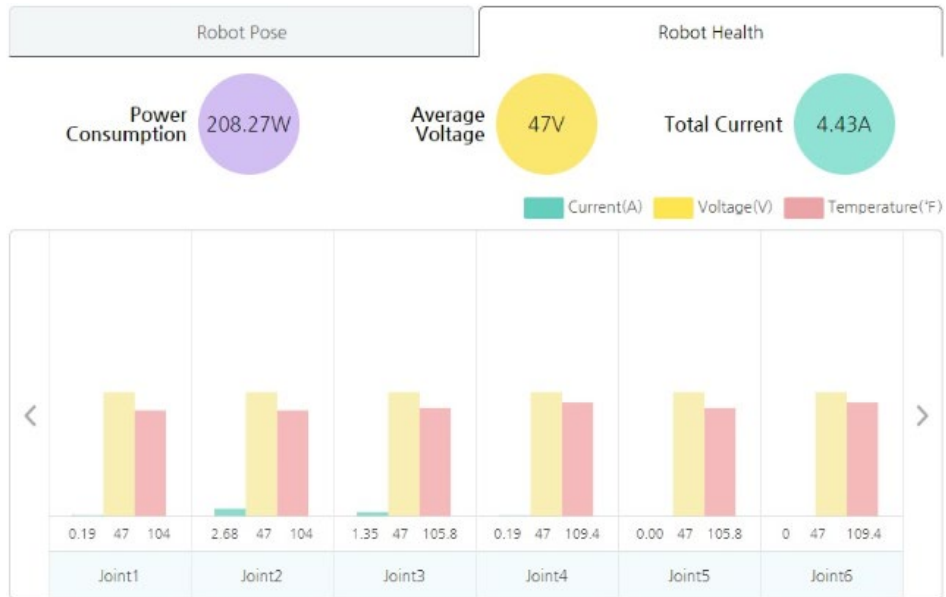 Robot Pose
Robot Health
Power
Consumption
208.27W
Average
Voltage
47V
Total Current
4.43A
Current(A)
Voltage(V)
Temperature(°F)
0.19 47 104
2.68 47 104
1.35 47 105.8
0.19 47 109.4
0.00 47 105.8
0 47 109.4
Joint1
Joint2
Joint3
Joint4
Joint5
Joint6